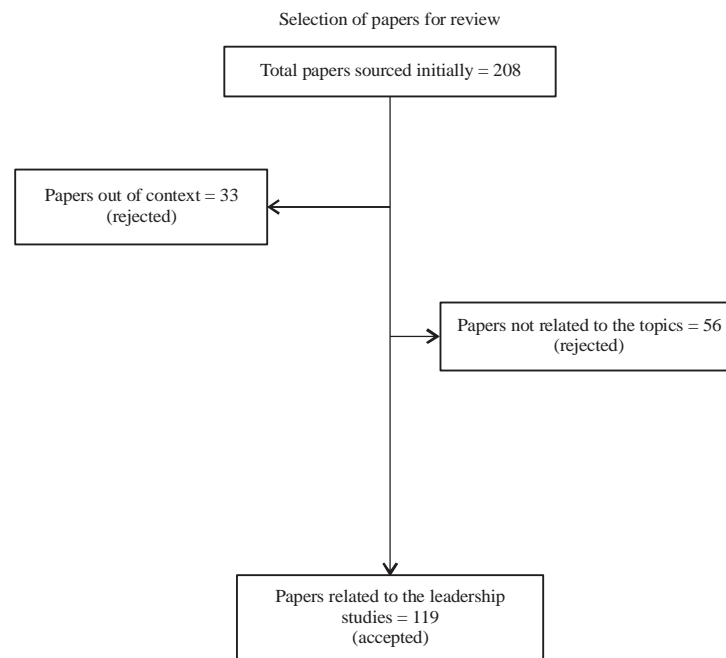 Selection of papers for review
Total papers sourced initially = 208
Papers out of context = 33
(rejected)
Papers not related to the topics = 56
(rejected)
Papers related to the leadership
studies = 119
(accepted)